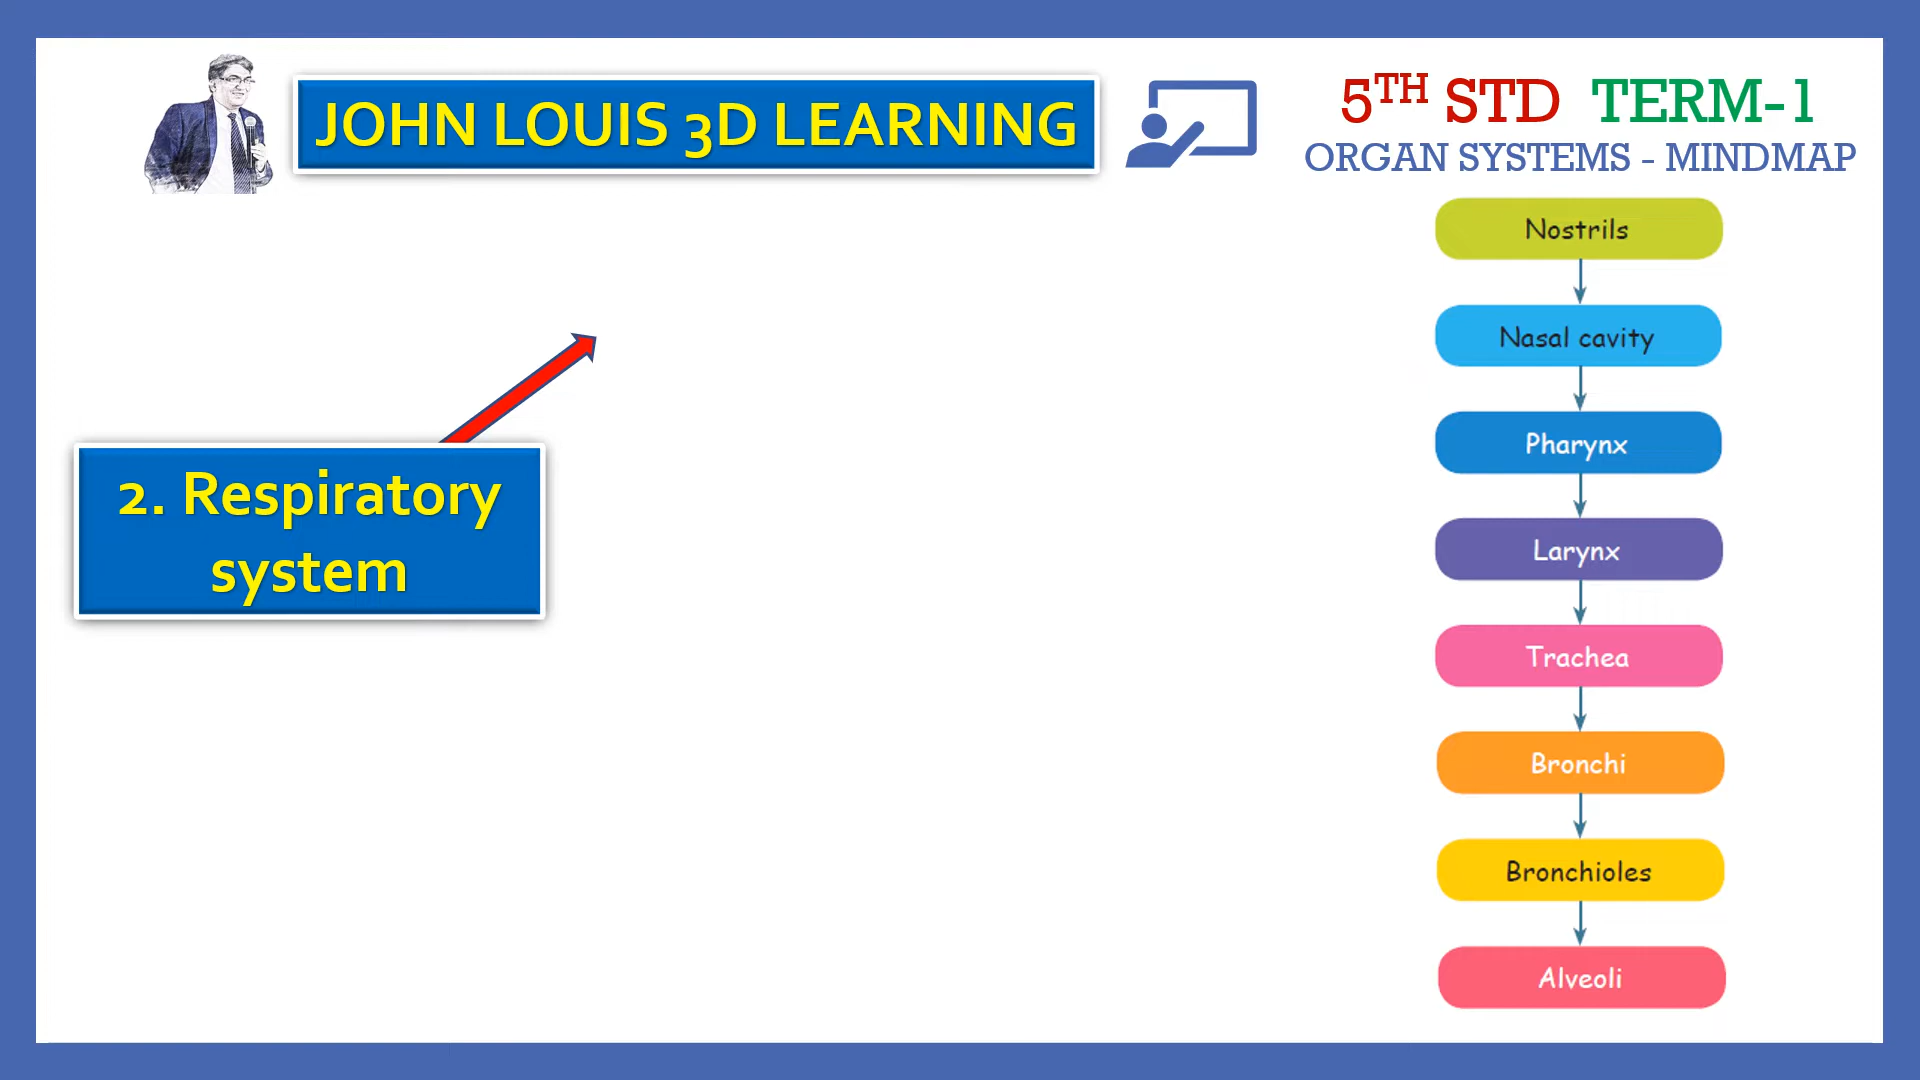 JOHN LOUIS 3D LEARNING
5TH STD TERM-1
ORGAN SYSTEMS - MINDMAP
2. Respiratory
system
Nostrils
Nasal cavity
Pharynx
Larynx
Trachea
Bronchi
Bronchioles
Alveoli